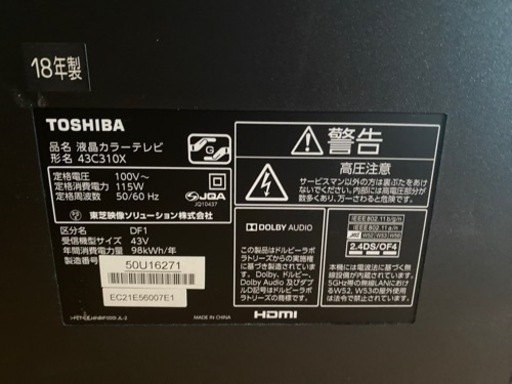 18年製
TOSHIBA
品名 液晶カラーテレビ
形名 43C310X
定格電圧 100V~
定格消費電力 115W
定格周波数 50/60 Hz
JQA
JQ10437
東芝映像ソリューション株式会社
区分名 DF1
受信機型サイズ 43V
年間消費電力量 98kWh/年
製造番号
50U16271
EC21E56007E1
警告
高圧注意
サービスマン以外の方は裏ぶたをあけ
ないでください。内部には高電圧部分が
数多くあり、万一さわると危険です。
DOLBY AUDIO
この製品はドルビーラボ
ラトリーズからの実施権
に基づき製造されていま
す。Dolby、ドルビー、
Dolby Audio 及びダブ
ルD記号はドルビーラボ
ラトリーズの商標です。
IEEE802.11b/g/n
IEEE802.11a/n
J52 W52 W53 W56
2.4DS/OF4
本機には電波法に基づく無
線設備が内蔵されています。
5GHz帯の無線LANにおけ
るW52、W53の屋外使用
は法令で禁止されています。
MADE IN CHINA
HDMI